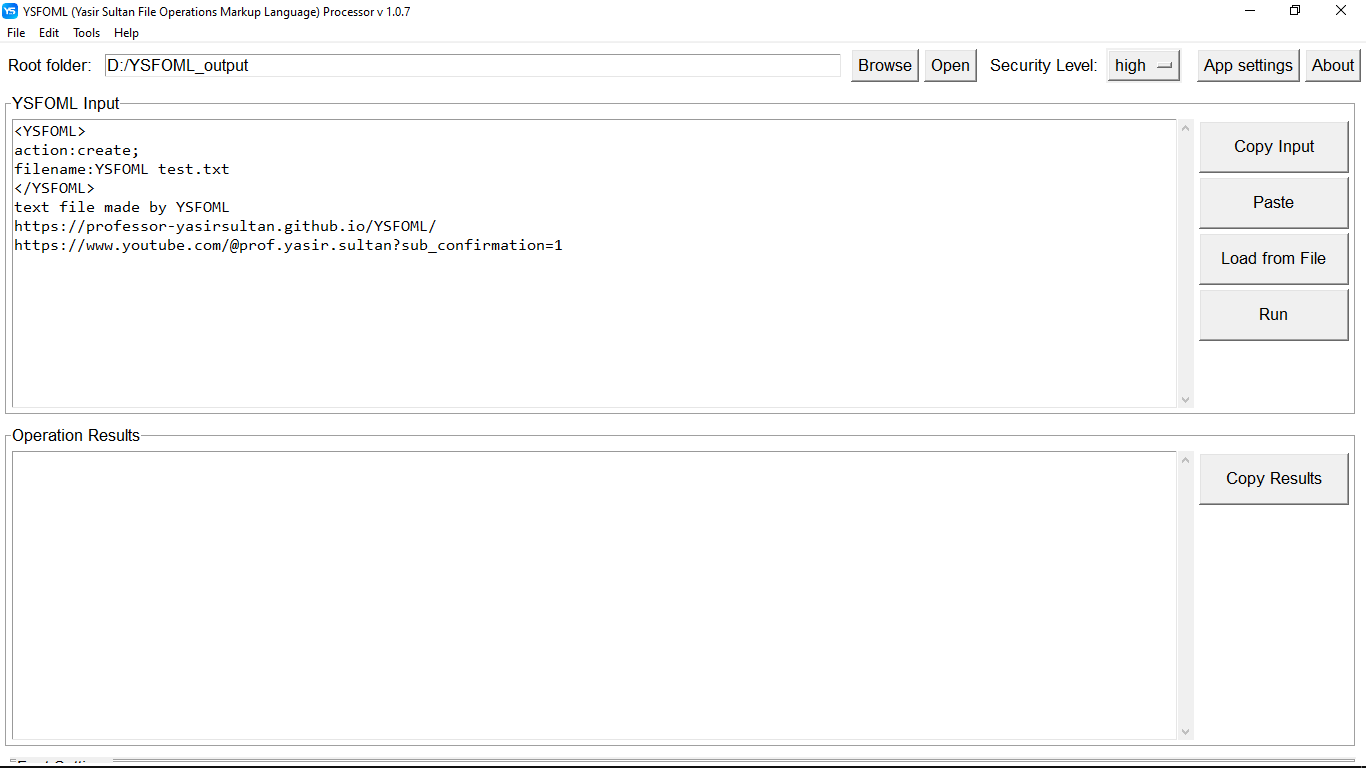 YS YSFOML (Yasir Sultan File Operations Markup Language) Processor v 1.0.7
File Edit Tools Help
Root folder: D:/YSFOML_output Browse Open Security Level: high App settings About
YSFOML Input
<YSFOML>
action:create;
filename:YSFOML test.txt
</YSFOML>
text file made by YSFOML
https://professor-yasirsultan.github.io/YSFOML/
https://www.youtube.com/@prof.yasir.sultan?sub_confirmation=1
Copy Input
Paste
Load from File
Run
Operation Results
Copy Results